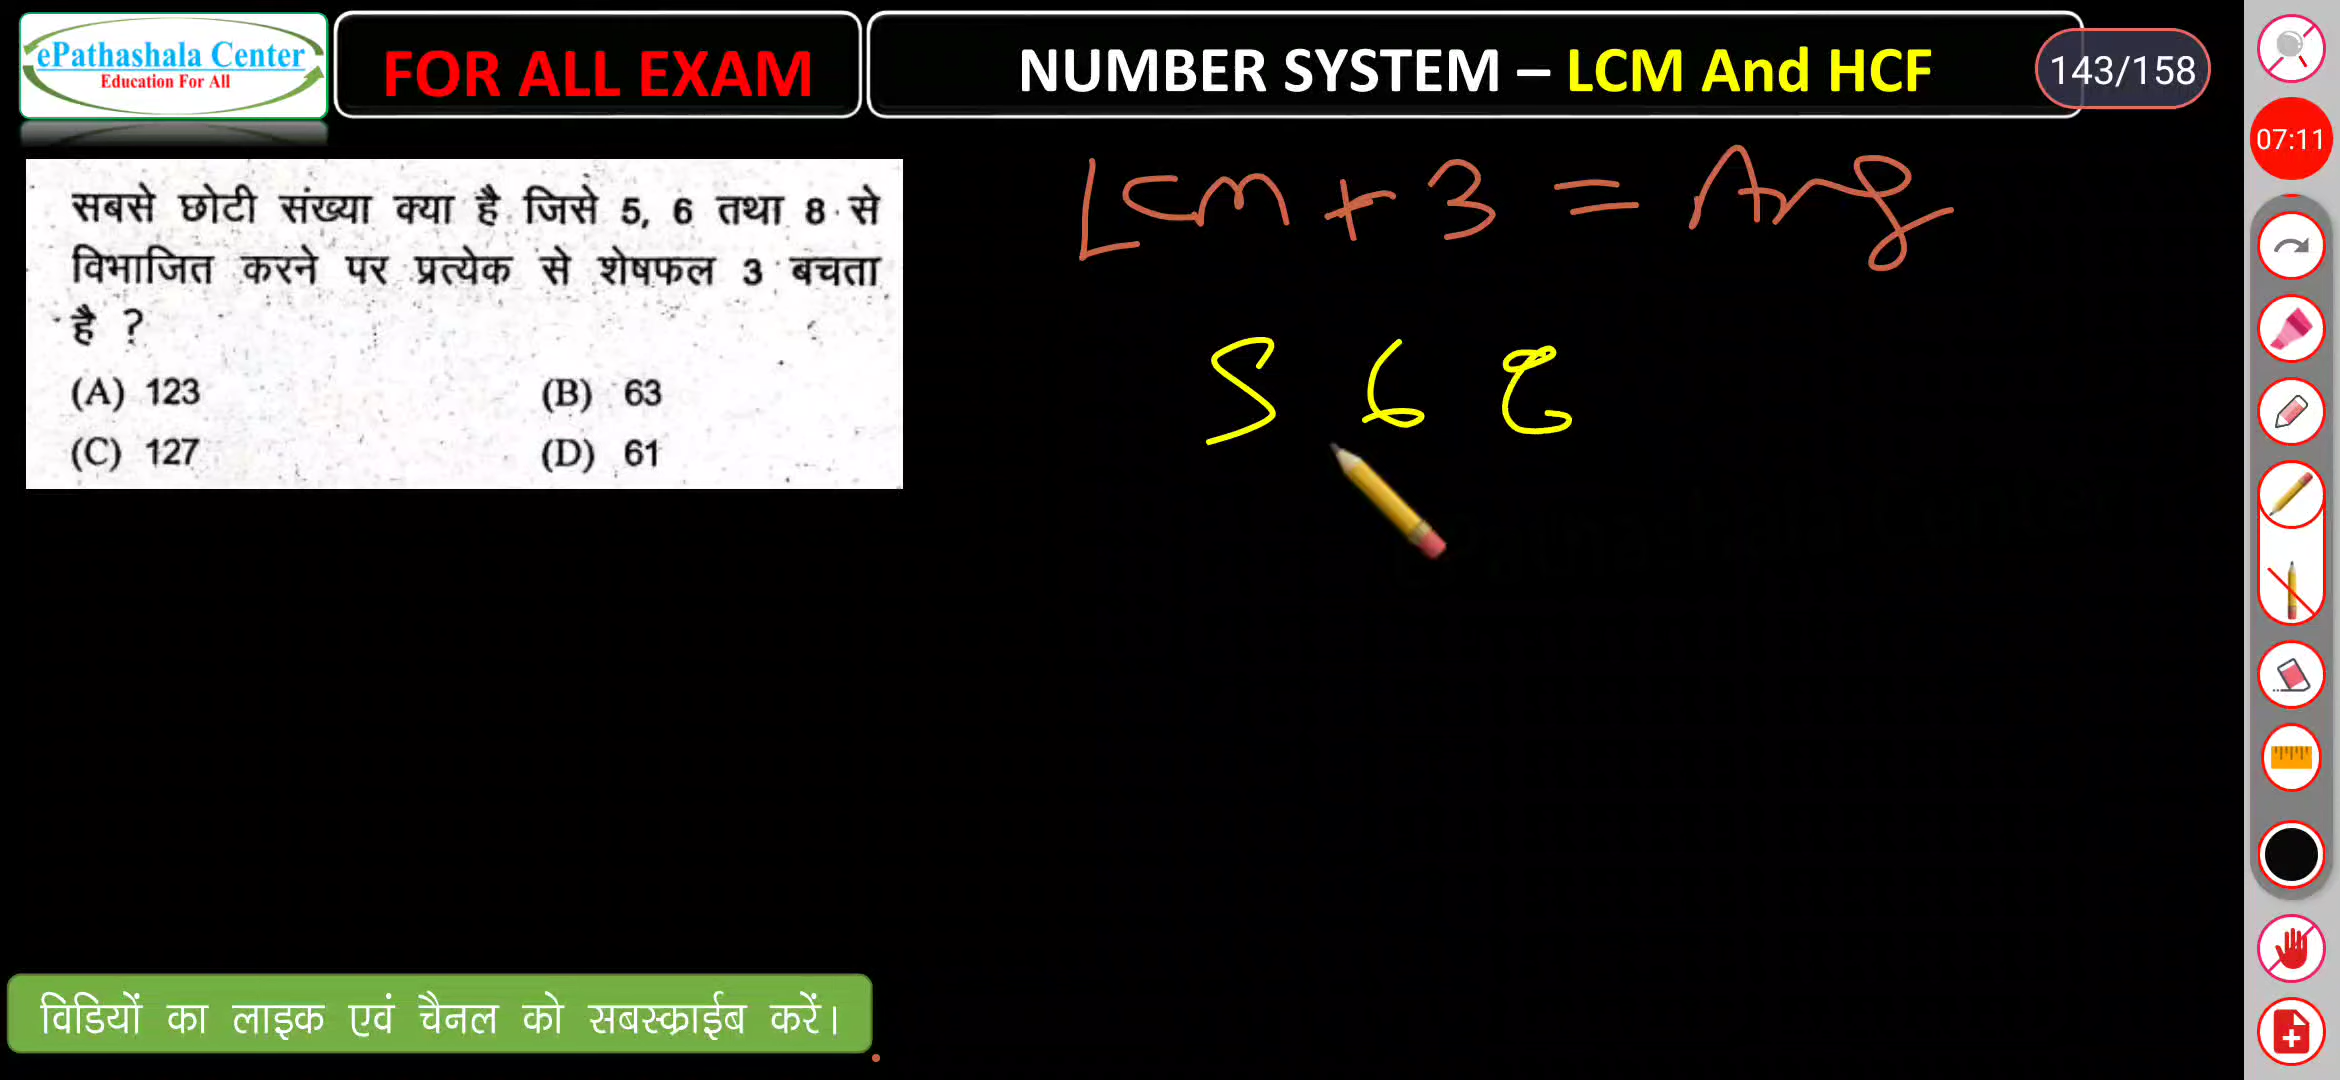 ePathashala Center
Education For All
FOR ALL EXAM
NUMBER SYSTEM – LCM And HCF
143/158
07:11
सबसे छोटी संख्या क्या है जिसे 5, 6 तथा 8 से
विभाजित करने पर प्रत्येक से शेषफल 3 बचता
है ?
(A) 123
(B) 63
(C) 127
(D) 61
LCM + 3 = Ans
5 6 8
विडियों का लाइक एवं चैनल को सबस्क्राईब करें।